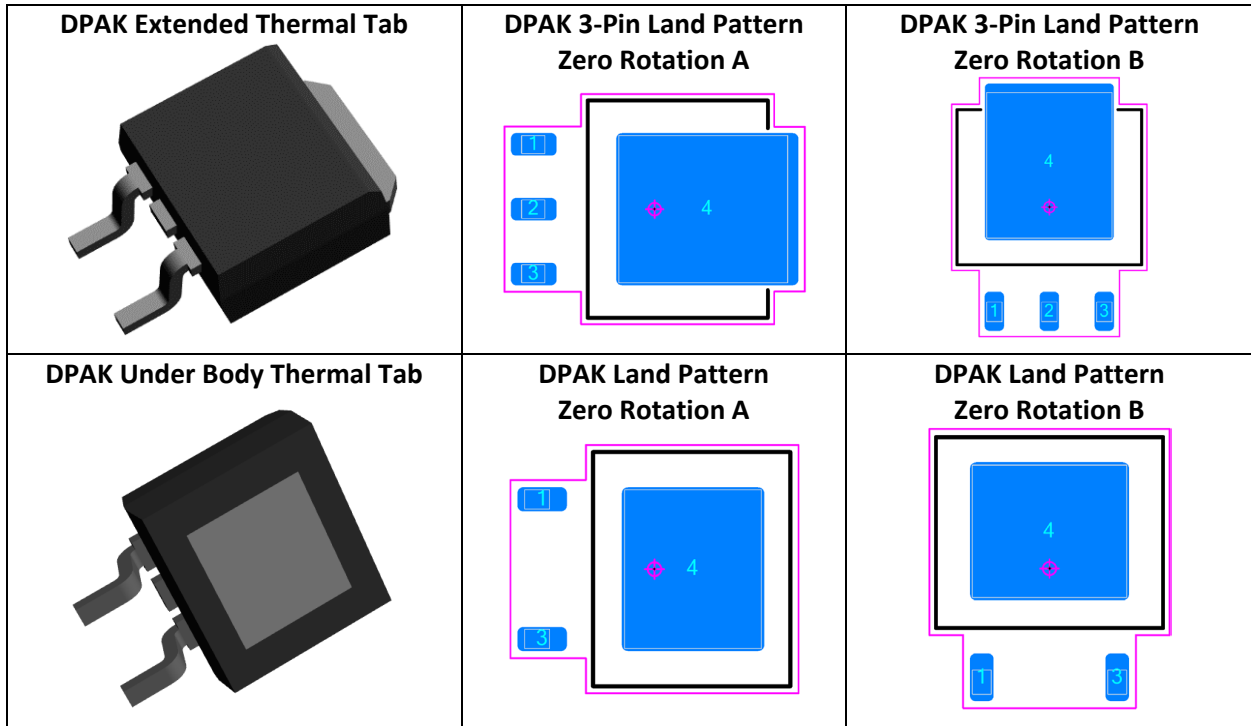 DPAK Extended Thermal Tab
DPAK 3-Pin Land Pattern
Zero Rotation A
DPAK 3-Pin Land Pattern
Zero Rotation B
1
2
3
4
4
1
2
3
DPAK Under Body Thermal Tab
DPAK Land Pattern
Zero Rotation A
DPAK Land Pattern
Zero Rotation B
1
4
3
4
1
3